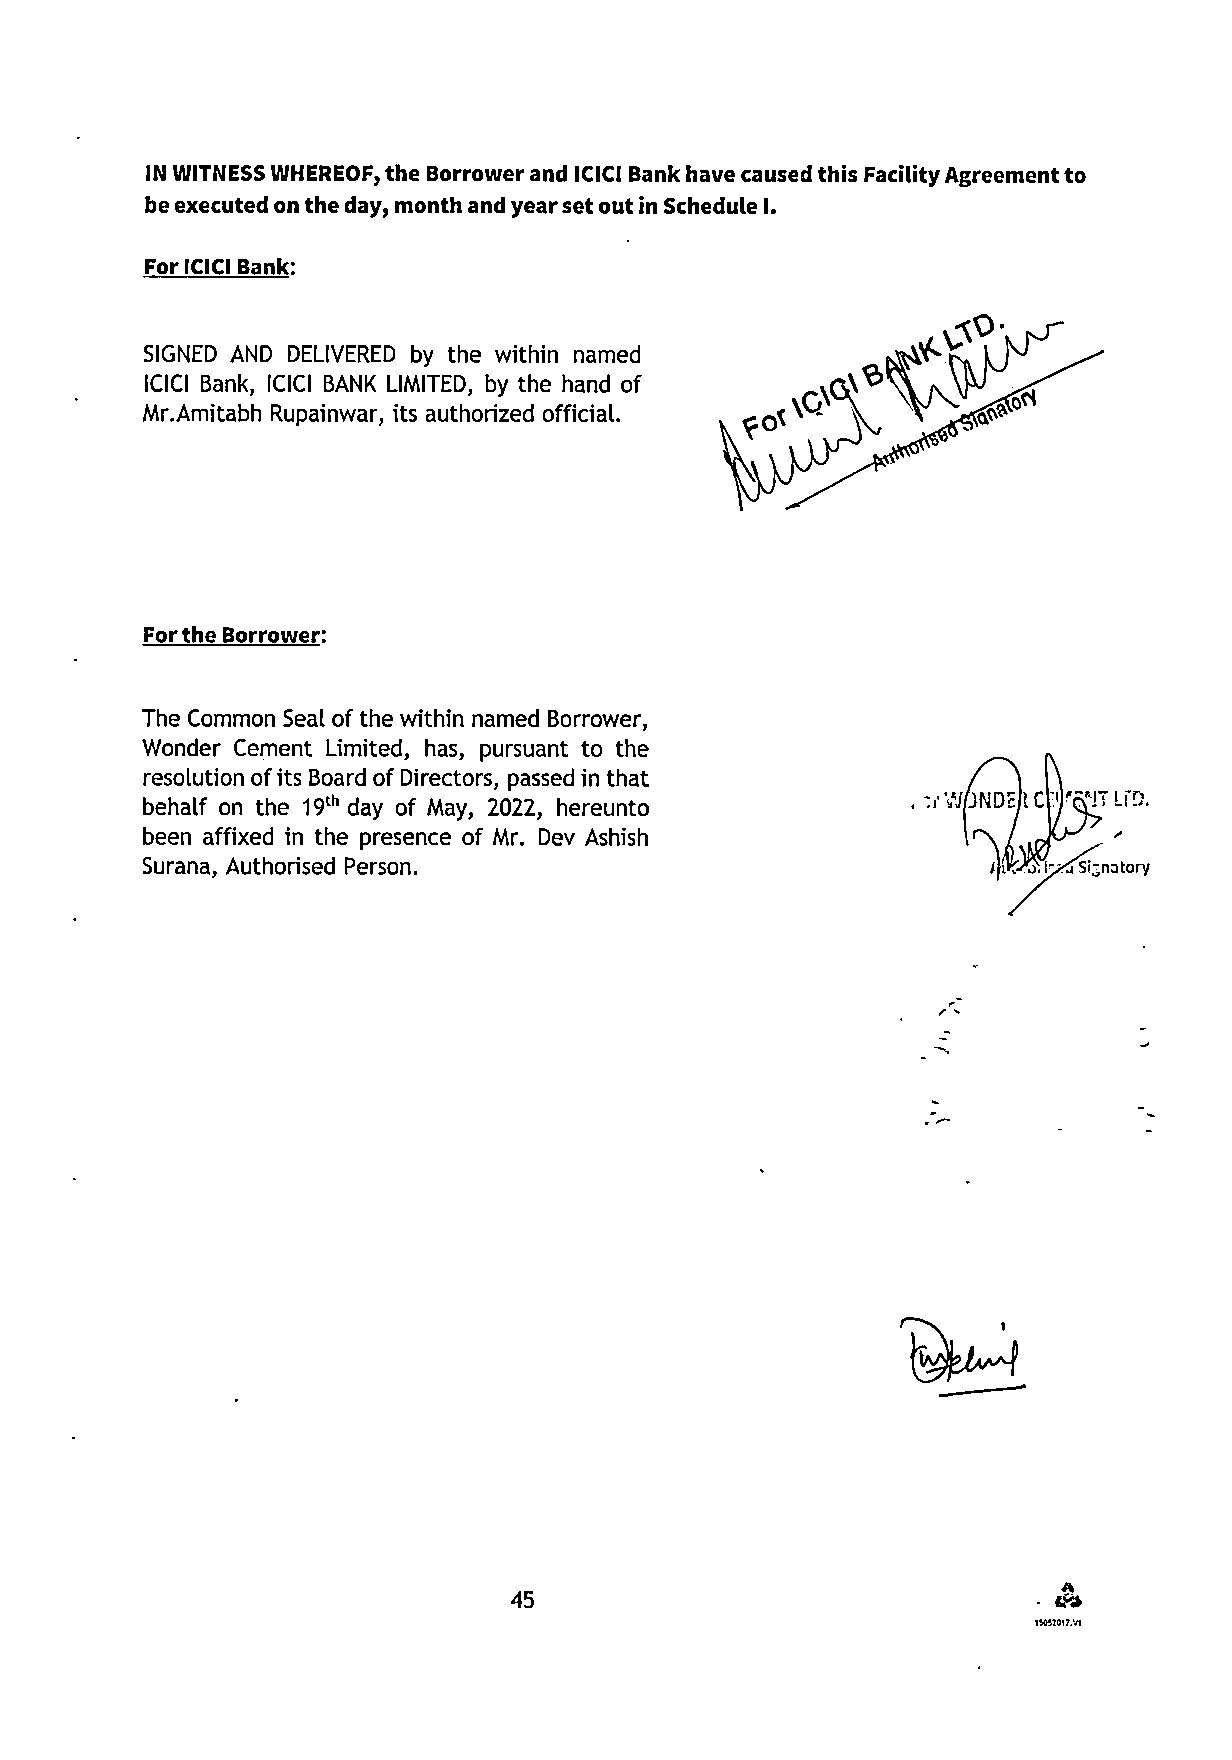 IN WITNESS WHEREOF, the Borrower and ICICI Bank have caused this Facility Agreement to
be executed on the day, month and year set out in Schedule I.
For ICICI Bank:
SIGNED AND DELIVERED by the within named
ICICI Bank, ICICI BANK LIMITED, by the hand of
Mr.Amitabh Rupainwar, its authorized official.
For ICICI BANK LTD.
Authorised Signatory
For the Borrower:
The Common Seal of the within named Borrower,
Wonder Cement Limited, has, pursuant to the
resolution of its Board of Directors, passed in that
behalf on the 19th day of May, 2022, hereunto
been affixed in the presence of Mr. Dev Ashish
Surana, Authorised Person.
WONDER CEMENT LTD.
Signatory
45
15052017.V1